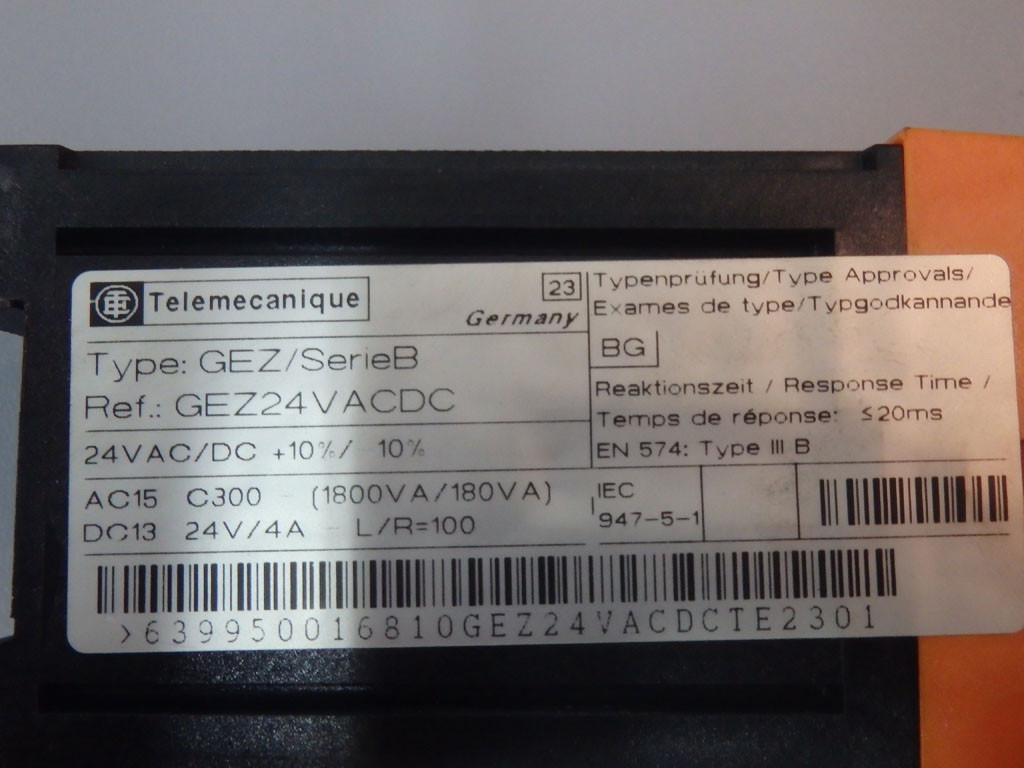 Telemecanique
23
Germany
Type: GEZ/SerieB
Ref.: GEZ24VACDC
24VAC/DC +10%/ 10%
AC15 C300 (1800VA/180VA)
DC13 24V/4A L/R=100
Typenprüfung/Type Approvals/
Exames de type/Typgodkannande
BG
Reaktionszeit / Response Time /
Temps de réponse: ≤20ms
EN 574: Type III B
IEC
947-5-1
>639950016810GEZ24VACDCTE2301